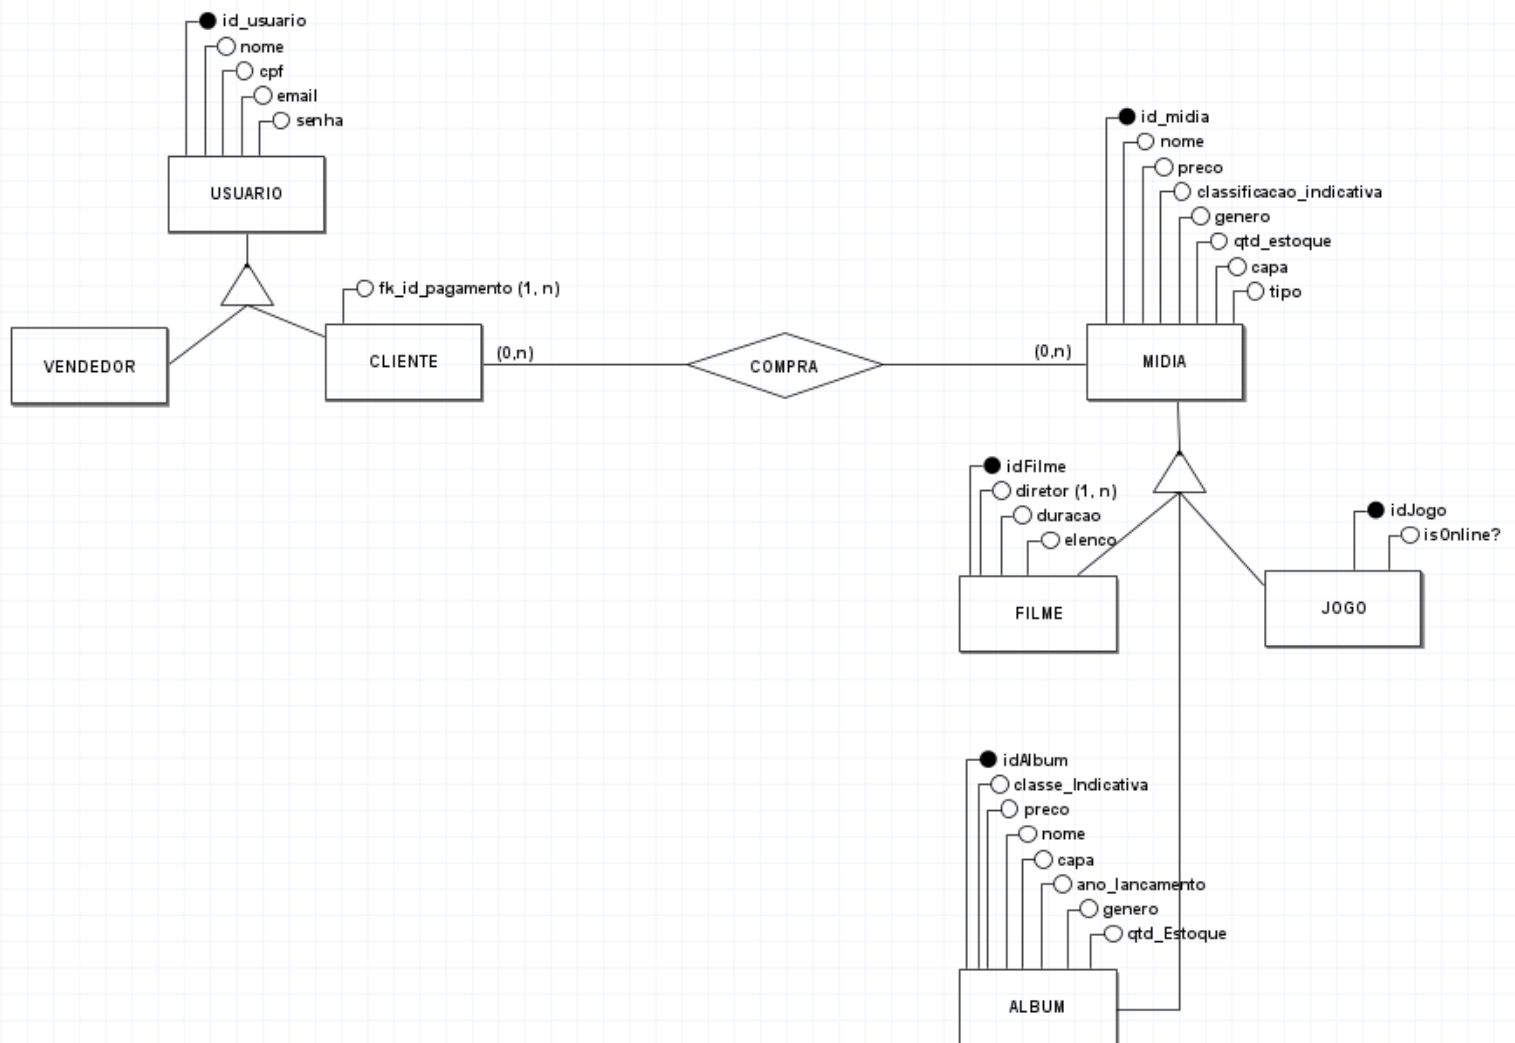 id_usuario
nome
cpf
email
senha
USUARIO
fk_id_pagamento (1, n)
VENDEDOR
CLIENTE
(0,n)
COMPRA
(0,n)
id_midia
nome
preco
classificacao_indicativa
genero
qtd_estoque
capa
tipo
MIDIA
idFilme
diretor (1, n)
duracao
elenco
FILME
idJogo
isOnline?
JOGO
idAlbum
classe_Indicativa
preco
nome
capa
ano_lancamento
genero
qtd_Estoque
ALBUM